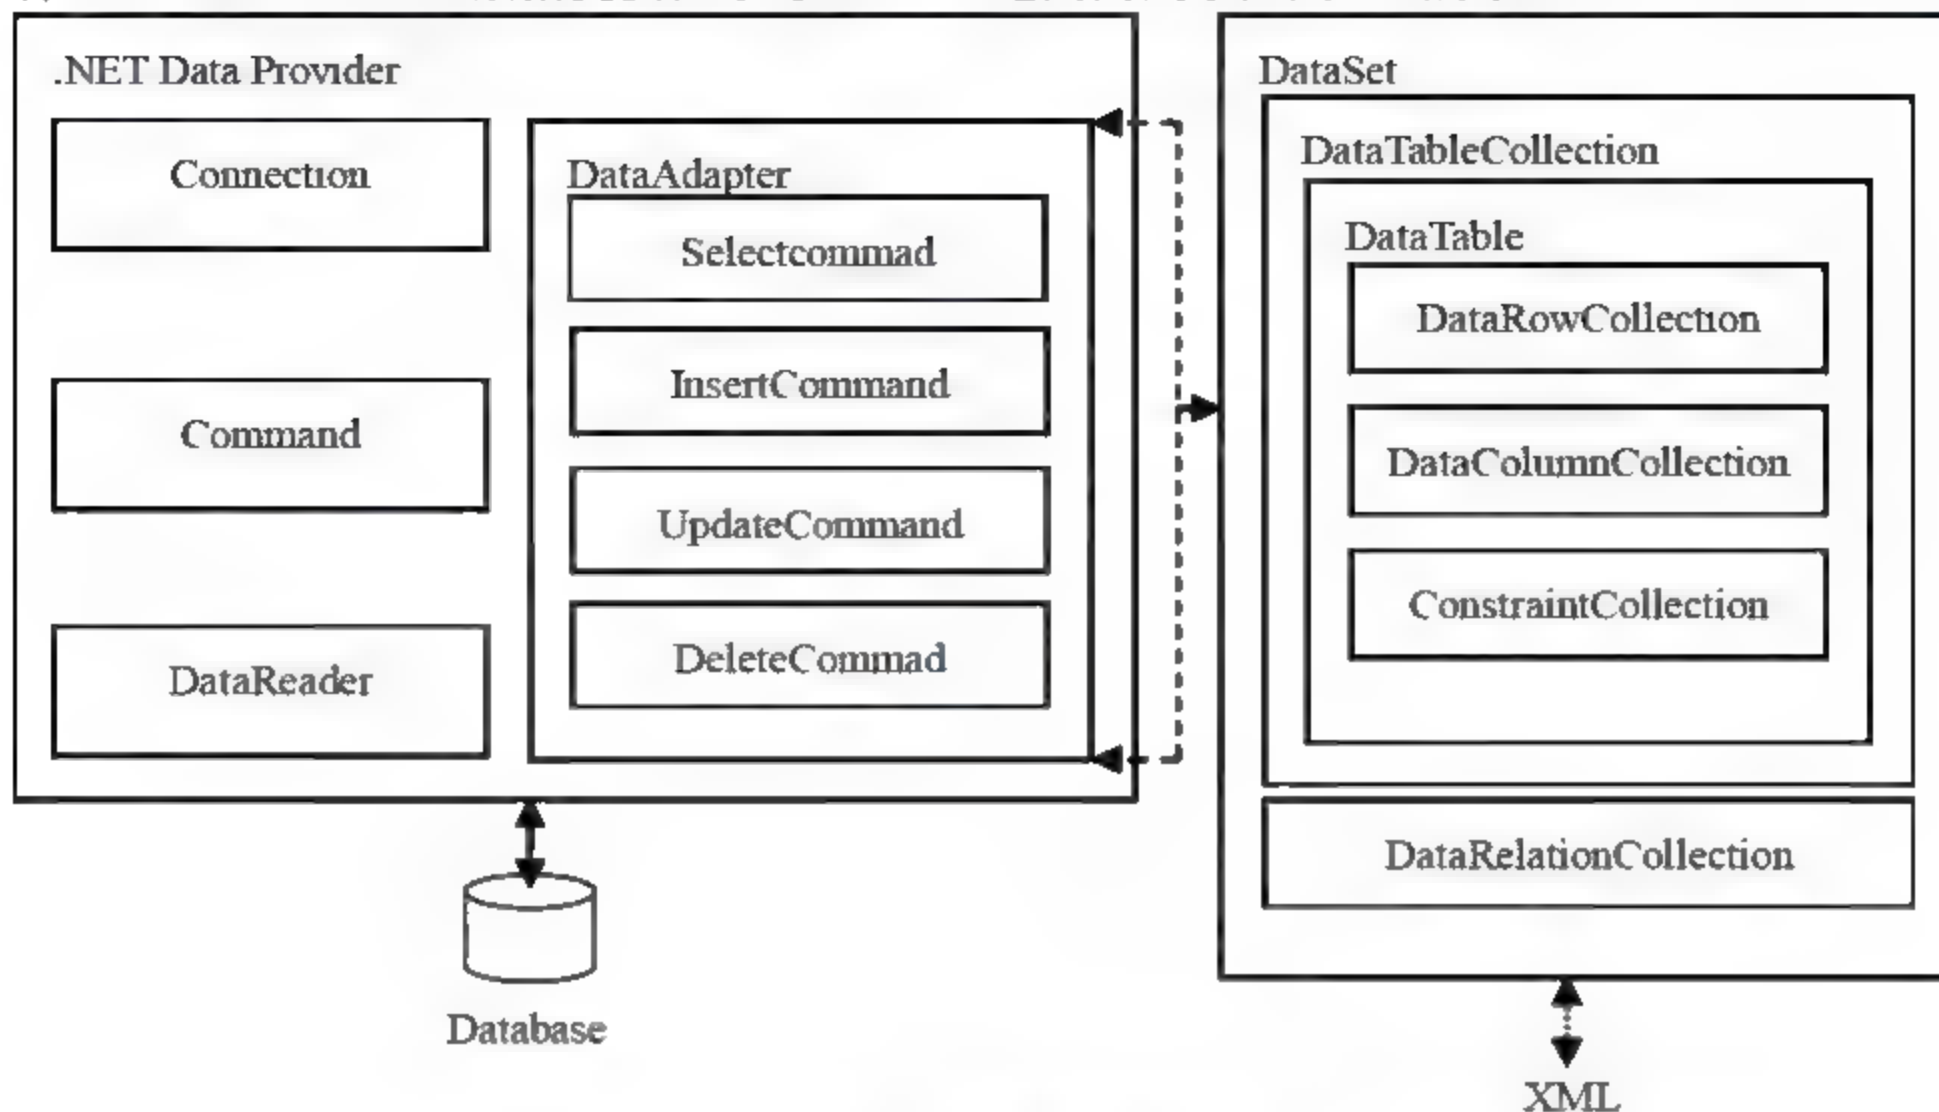 .NET Data Provider
Connection
Command
DataReader
DataAdapter
Selectcommad
InsertCommand
UpdateCommand
DeleteCommad
Database
DataSet
DataTableCollection
DataTable
DataRowCollection
DataColumnCollection
ConstraintCollection
DataRelationCollection
XML